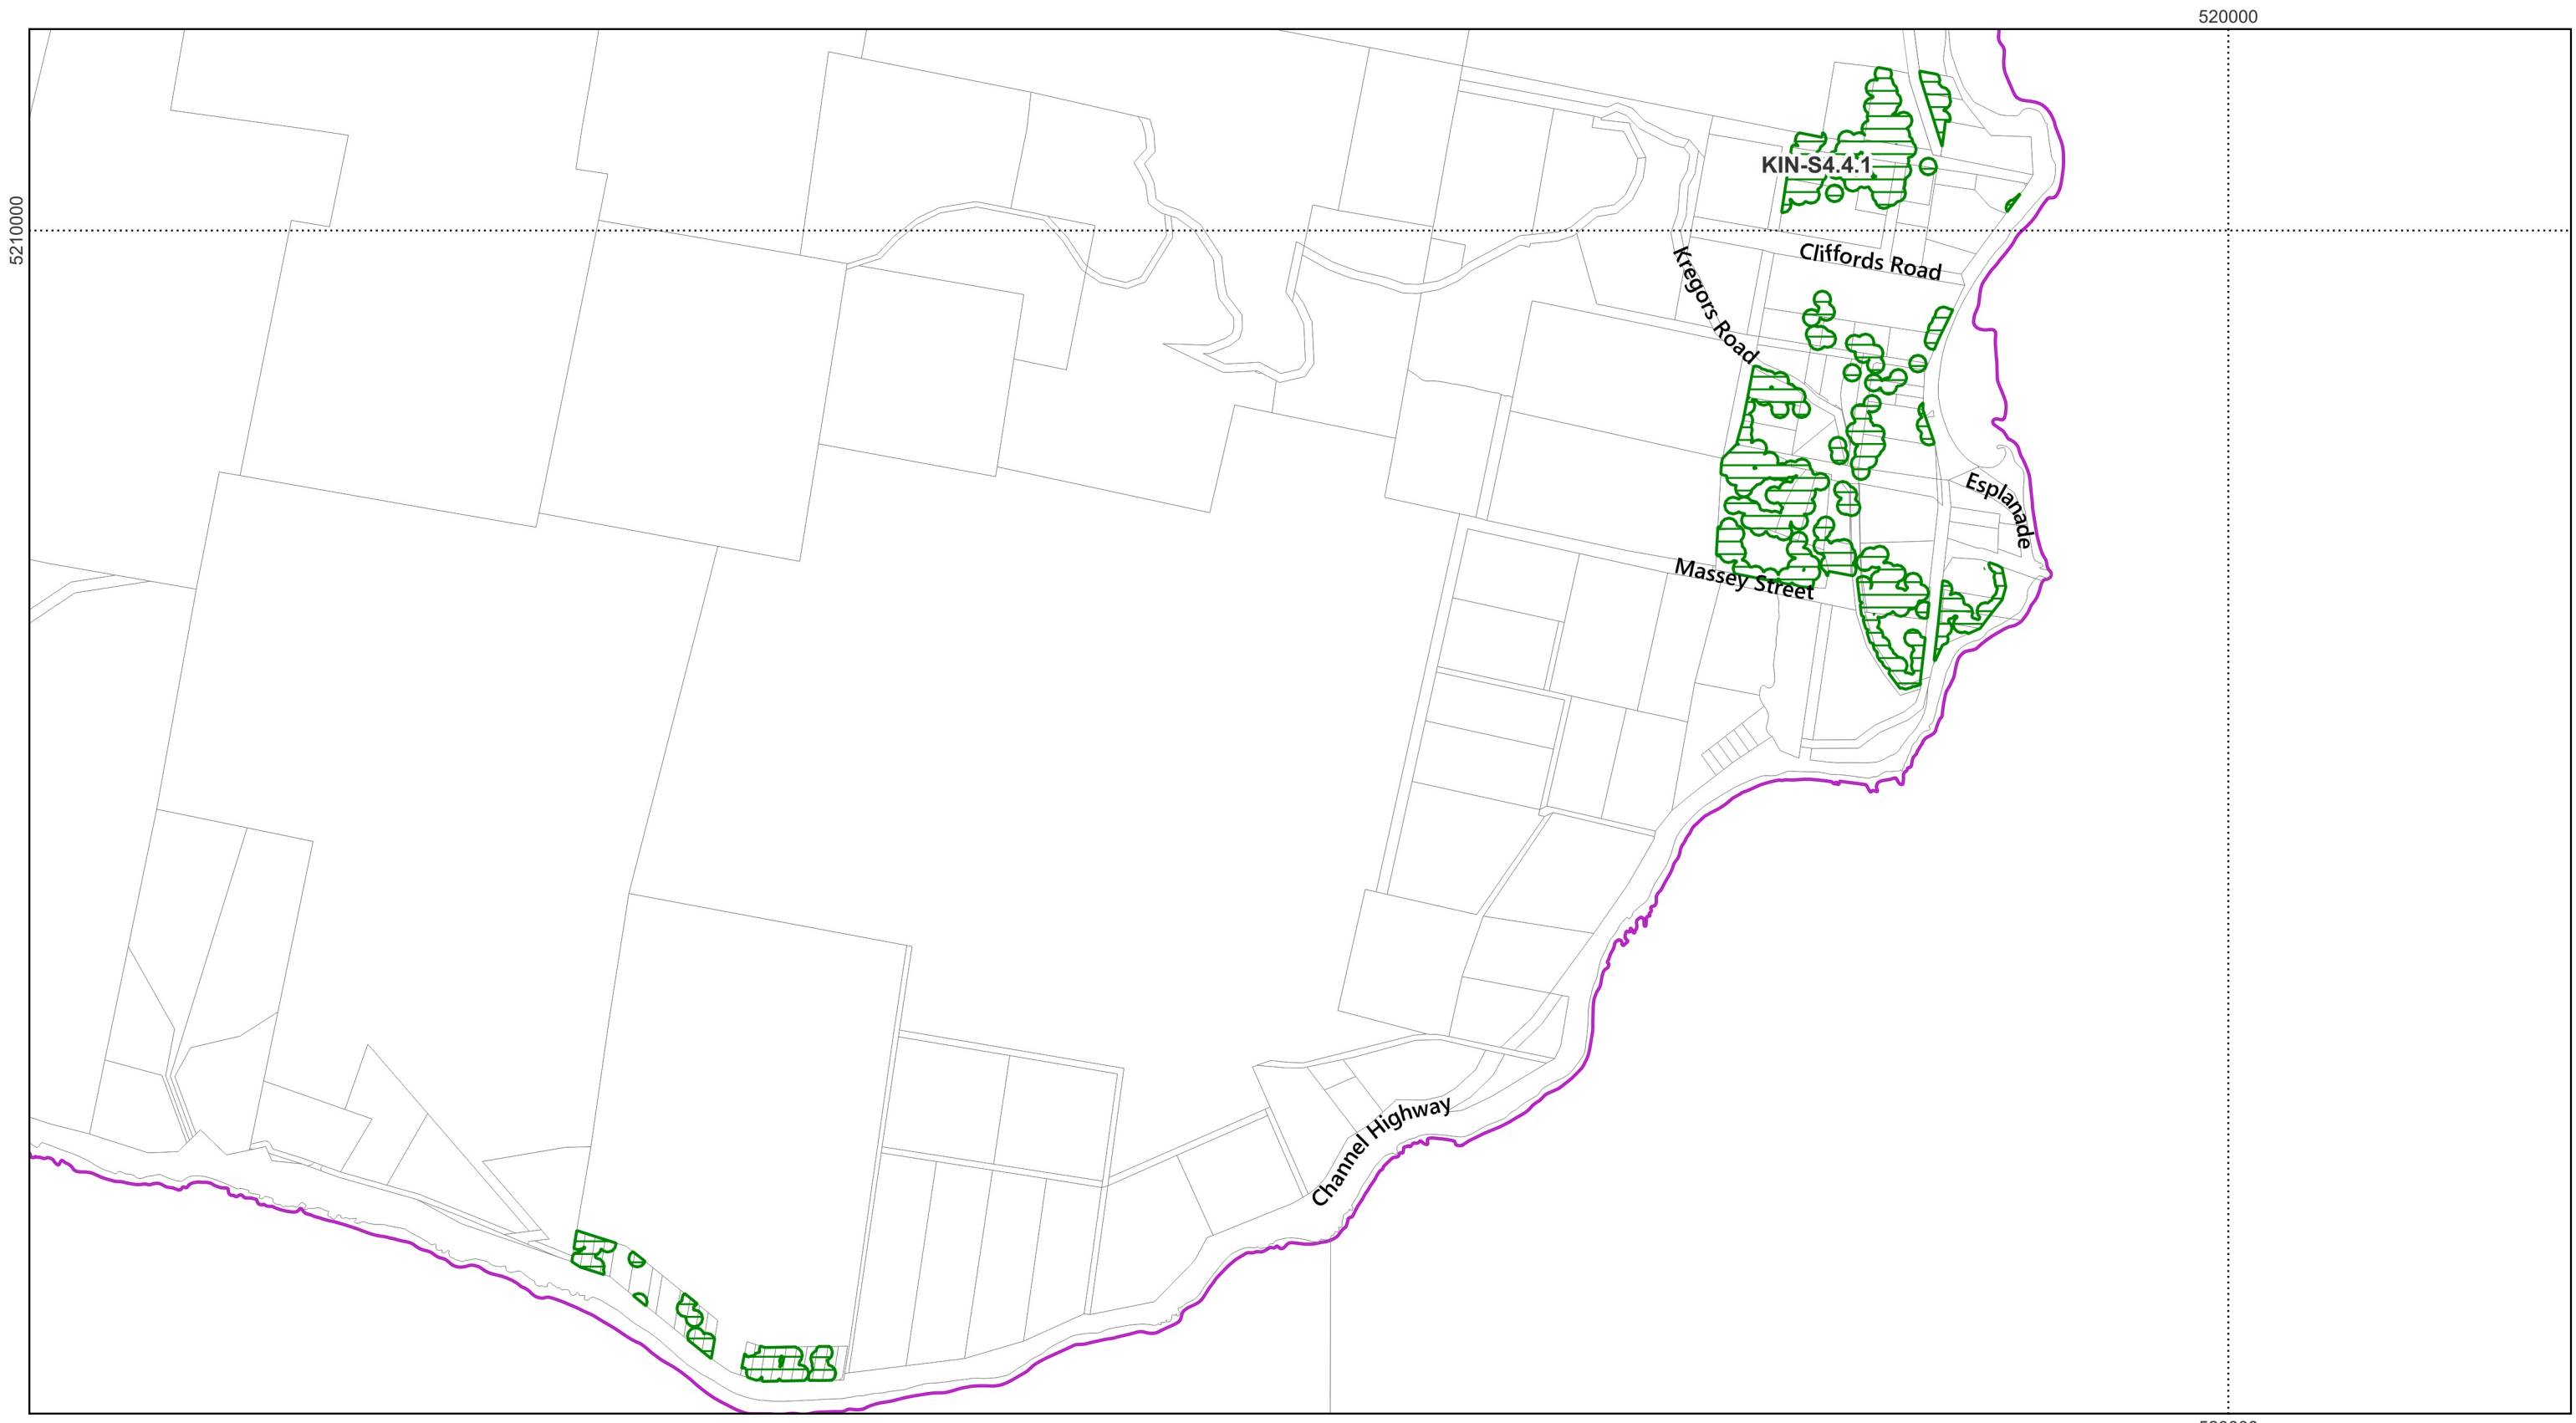 520000
5210000
KIN-S4.4.1
Cliffords Road
Kregors Road
Esplanade
Massey Street
Channel Highway